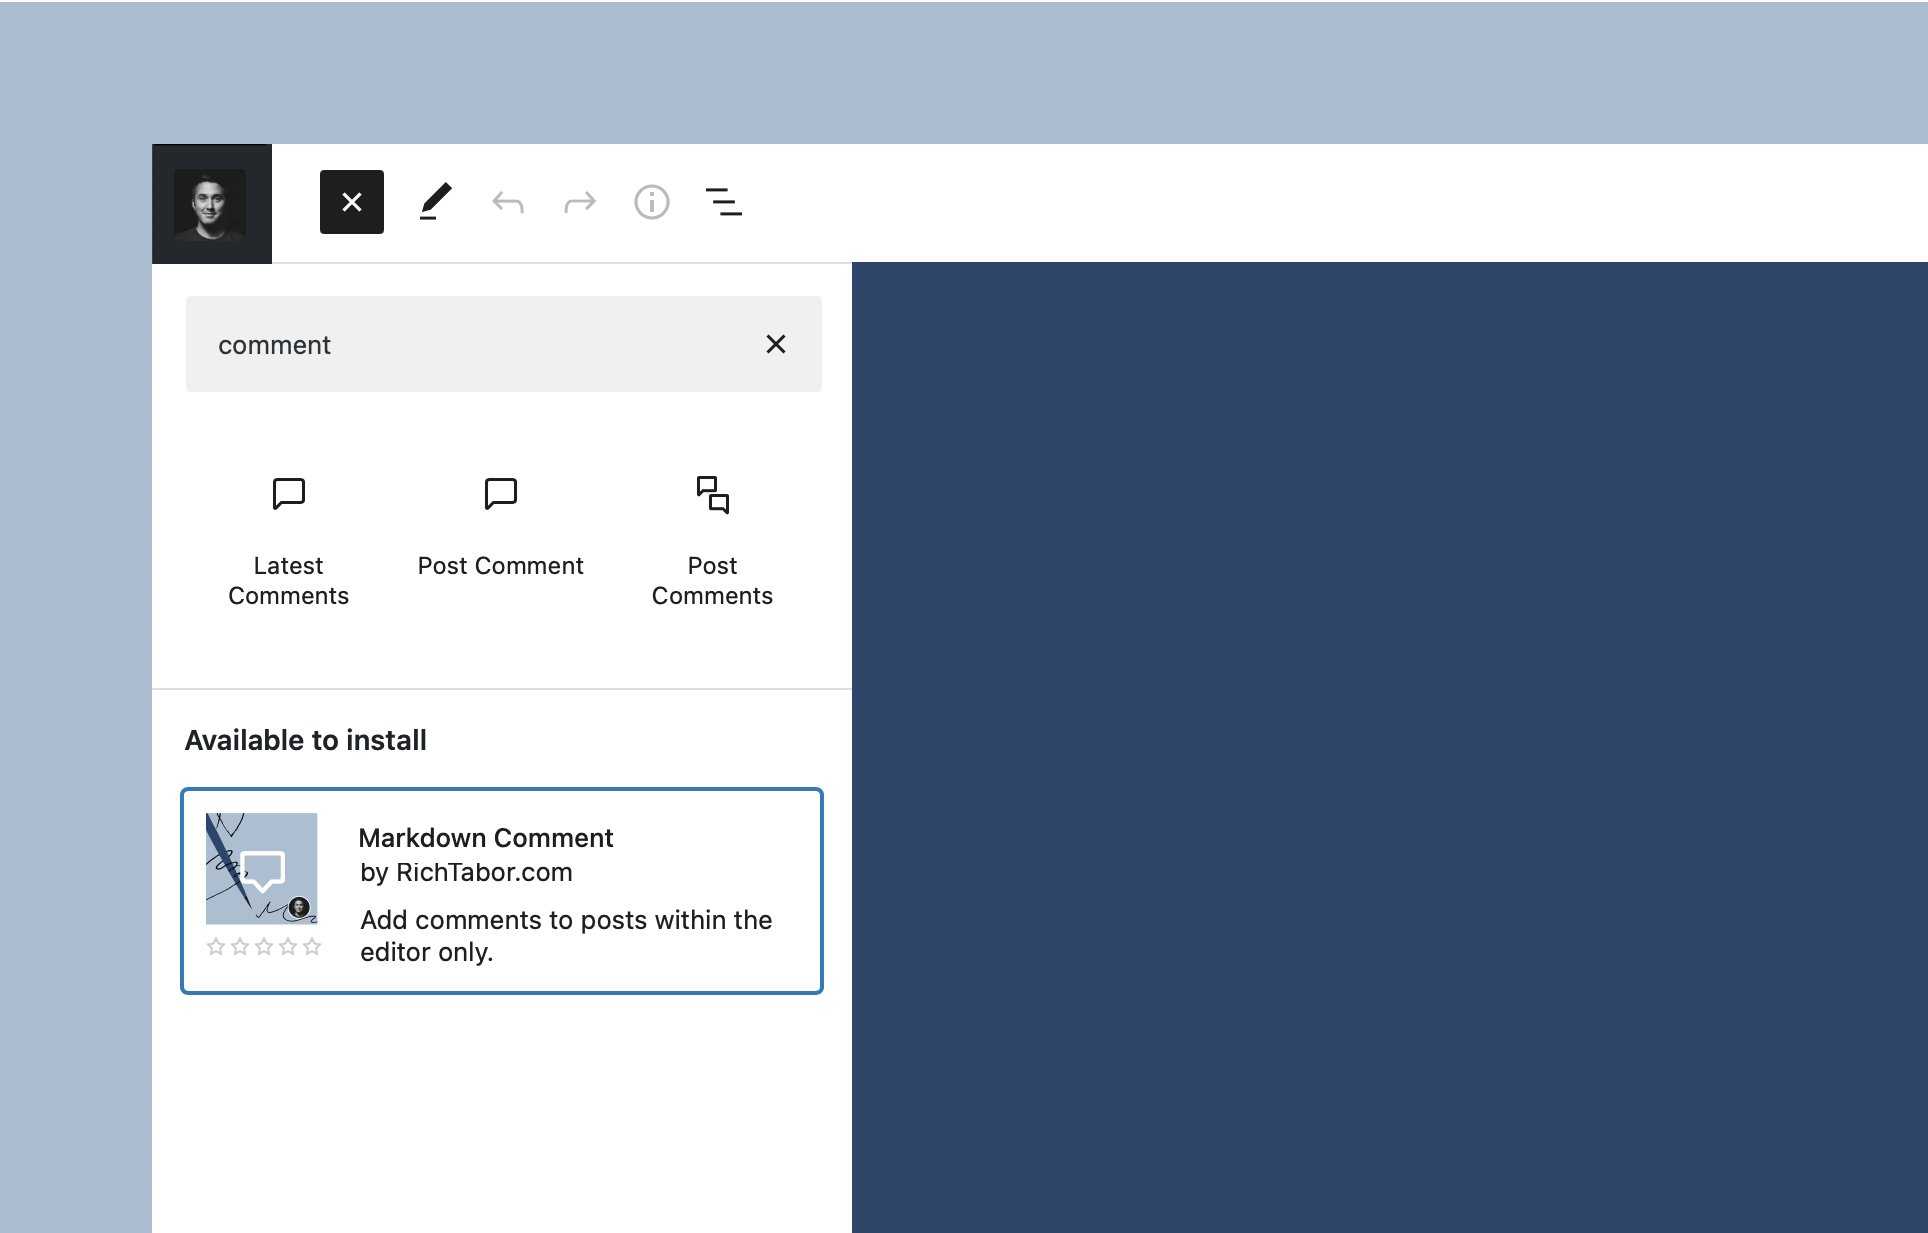 comment
Latest
Comments
Post Comment
Post
Comments
Available to install
Markdown Comment
by RichTabor.com
Add comments to posts within the
editor only.